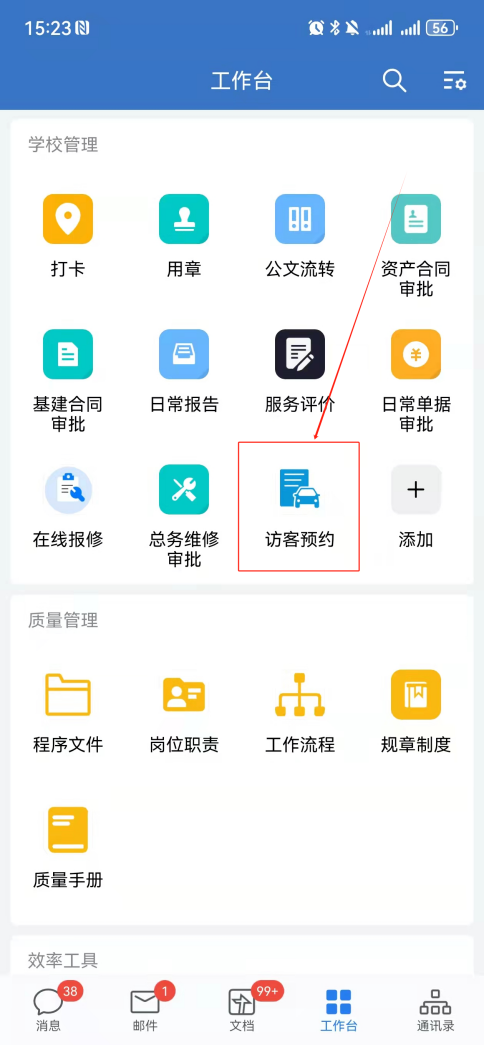 15:23
56
工作台
学校管理
打卡
用章
公文流转
资产合同
审批
基建合同
审批
日常报告
服务评价
日常单据
审批
在线报修
总务维修
审批
访客预约
添加
质量管理
程序文件
岗位职责
工作流程
规章制度
质量手册
效率工具
38
1
99+
消息
邮件
文档
工作台
通讯录